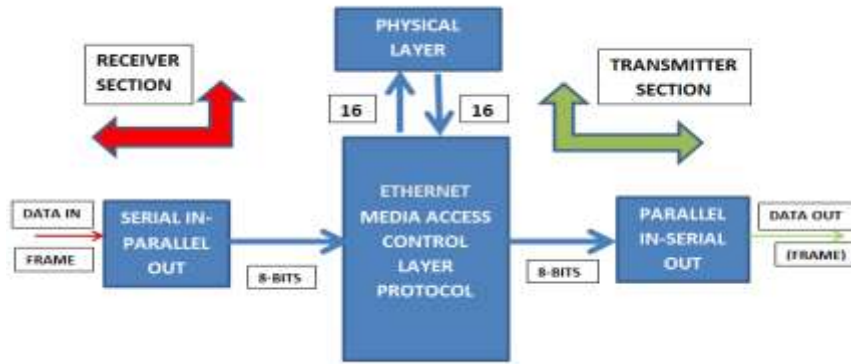 PHYSICAL
LAYER
RECEIVER
SECTION
TRANSMITTER
SECTION
16
16
ETHERNET
MEDIA ACCESS
CONTROL
LAYER
PROTOCOL
DATA IN
FRAME
SERIAL IN-
PARALLEL
OUT
8-BITS
8-BITS
PARALLEL
IN-SERIAL
OUT
DATA OUT
(FRAME)